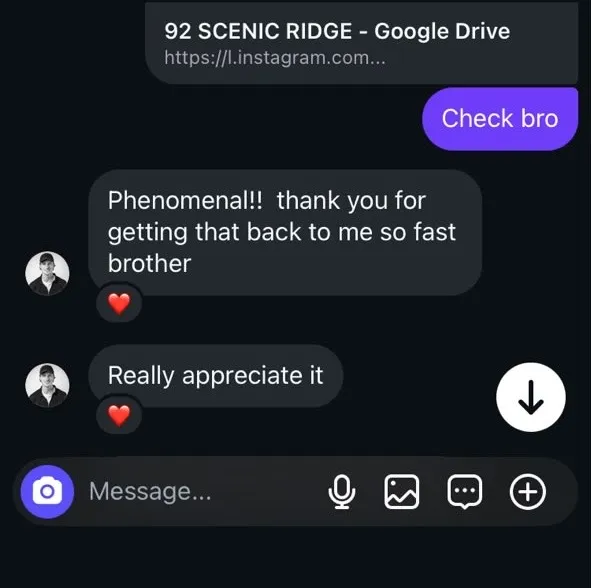 92 SCENIC RIDGE - Google Drive
https://l.instagram.com...
Check bro
Phenomenal!!  thank you for
getting that back to me so fast
brother
Really appreciate it
Message...